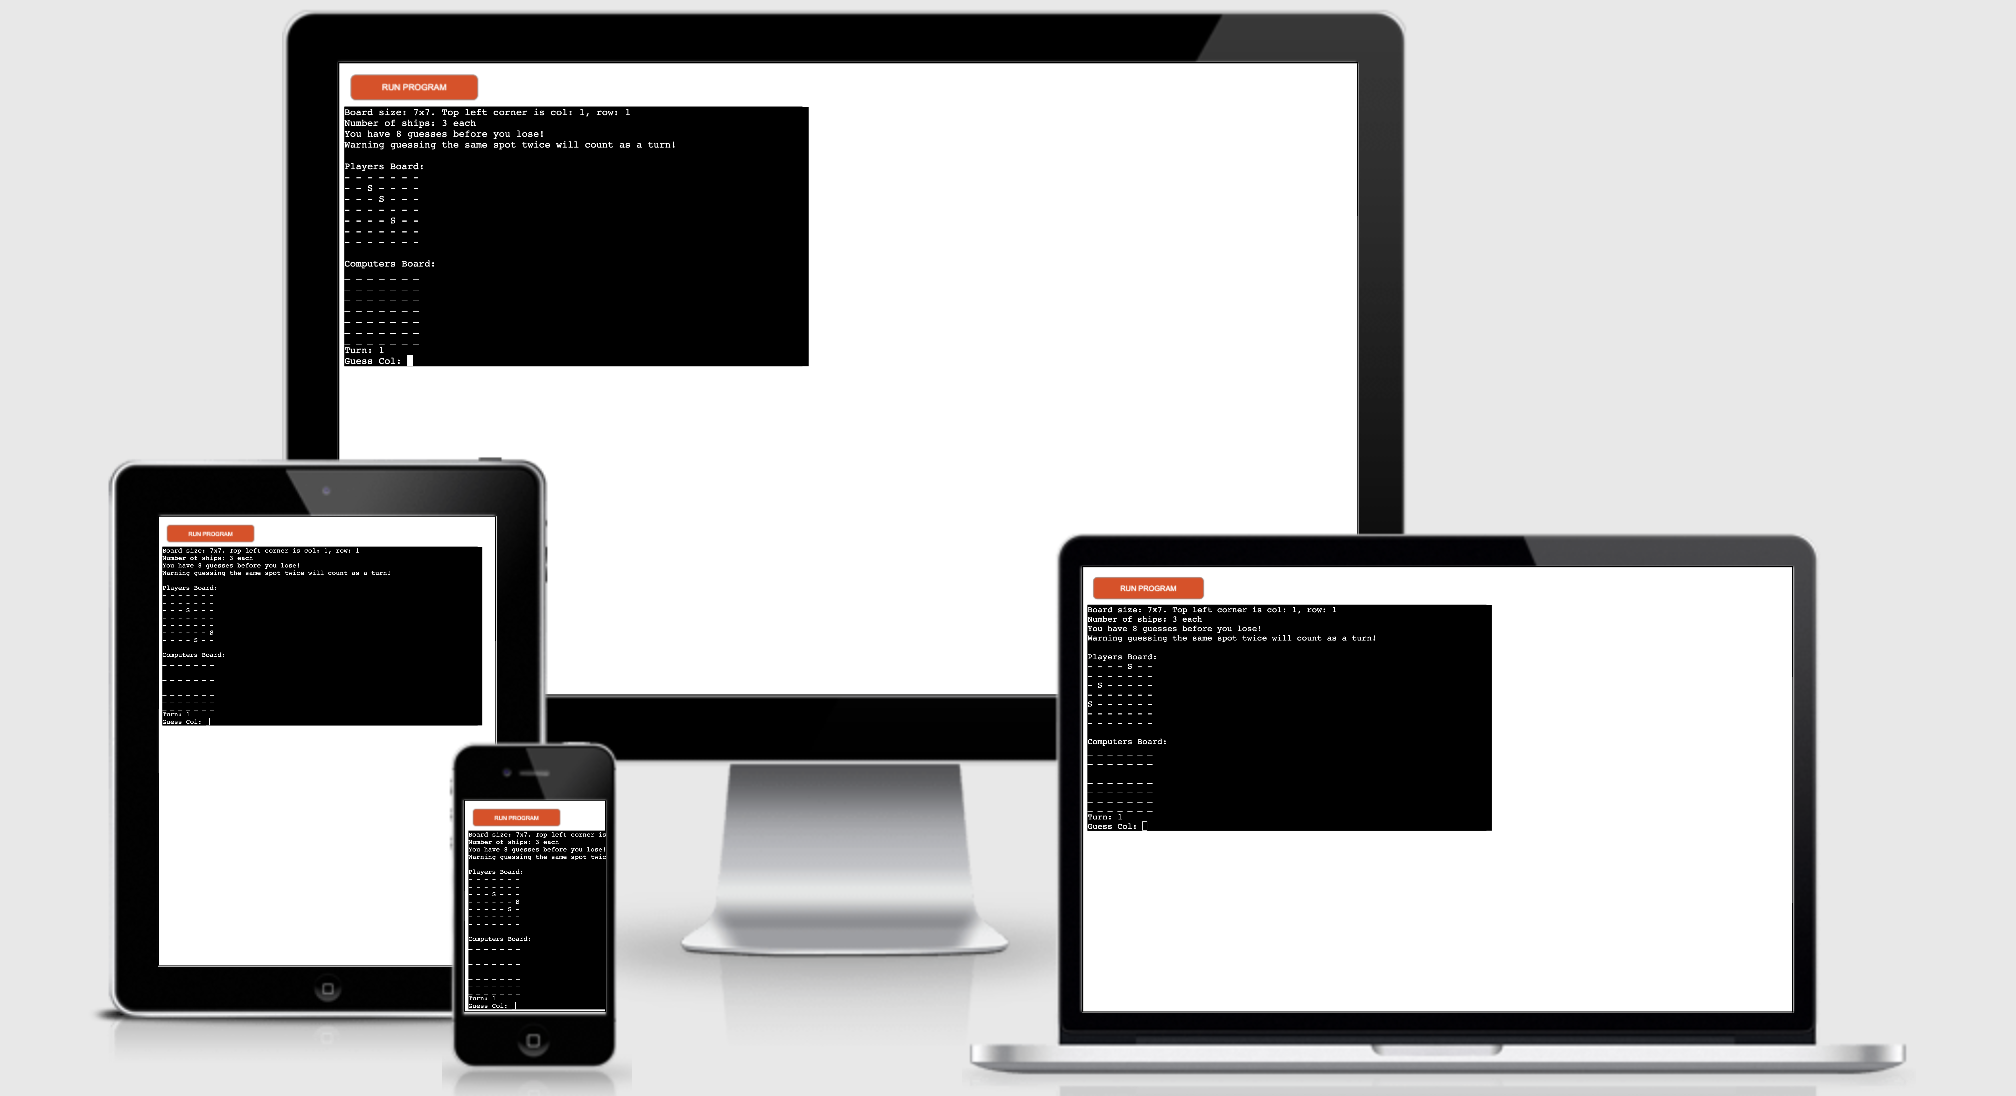 RUN PROGRAM
Board size: 7x7. Top left corner is col: 1, row: 1
Number of ships: 3 each
You have 8 guesses before you lose!
Warning guessing the same spot twice will count as a turn!
Players Board:
- - - - - - -
- - S - - - -
- - - S - - -
- - - - - - -
- - - - S - -
- - - - - - -
- - - - - - -
Computers Board:
_ _ _ _ _ _ _
_ _ _ _ _ _ _
_ _ _ _ _ _ _
_ _ _ _ _ _ _
_ _ _ _ _ _ _
_ _ _ _ _ _ _
_ _ _ _ _ _ _
Turn: 1
Guess Col:
RUN PROGRAM
Board size: 7x7. Top left corner is col: 1, row: 1
Number of ships: 3 each
You have 8 guesses before you lose!
Warning guessing the same spot twice will count as a turn!
Players Board:
- - - - - - -
- - - - - - -
- - - S - - -
- - - - - - -
- - - - - - -
- - - - - - S
- - - - S - -
Computers Board:
_ _ _ _ _ _ _
_ _ _ _ _ _ _
_ _ _ _ _ _ _
_ _ _ _ _ _ _
_ _ _ _ _ _ _
Turn: 1
Guess Col:
RUN PROGRAM
Board size: 7x7. Top left corner is
Number of ships: 3 each
You have 8 guesses before you lose!
Warning guessing the same spot twic
Players Board:
- - - - - - -
- - - - - - -
- - - S - - -
- - - - - - S
- - - - - S -
- - - - - - -
- - - - - - -
Computers Board:
_ _ _ _ _ _ _
_ _ _ _ _ _ _
_ _ _ _ _ _ _
_ _ _ _ _ _ _
_ _ _ _ _ _ _
Turn: 1
Guess Col:
RUN PROGRAM
Board size: 7x7. Top left corner is col: 1, row: 1
Number of ships: 3 each
You have 8 guesses before you lose!
Warning guessing the same spot twice will count as a turn!
Players Board:
- - - - S - -
- - - - - - -
- S - - - - -
- - - - - - -
S - - - - - -
- - - - - - -
- - - - - - -
Computers Board:
_ _ _ _ _ _ _
_ _ _ _ _ _ _
_ _ _ _ _ _ _
_ _ _ _ _ _ _
_ _ _ _ _ _ _
_ _ _ _ _ _ _
Turn: 1
Guess Col: